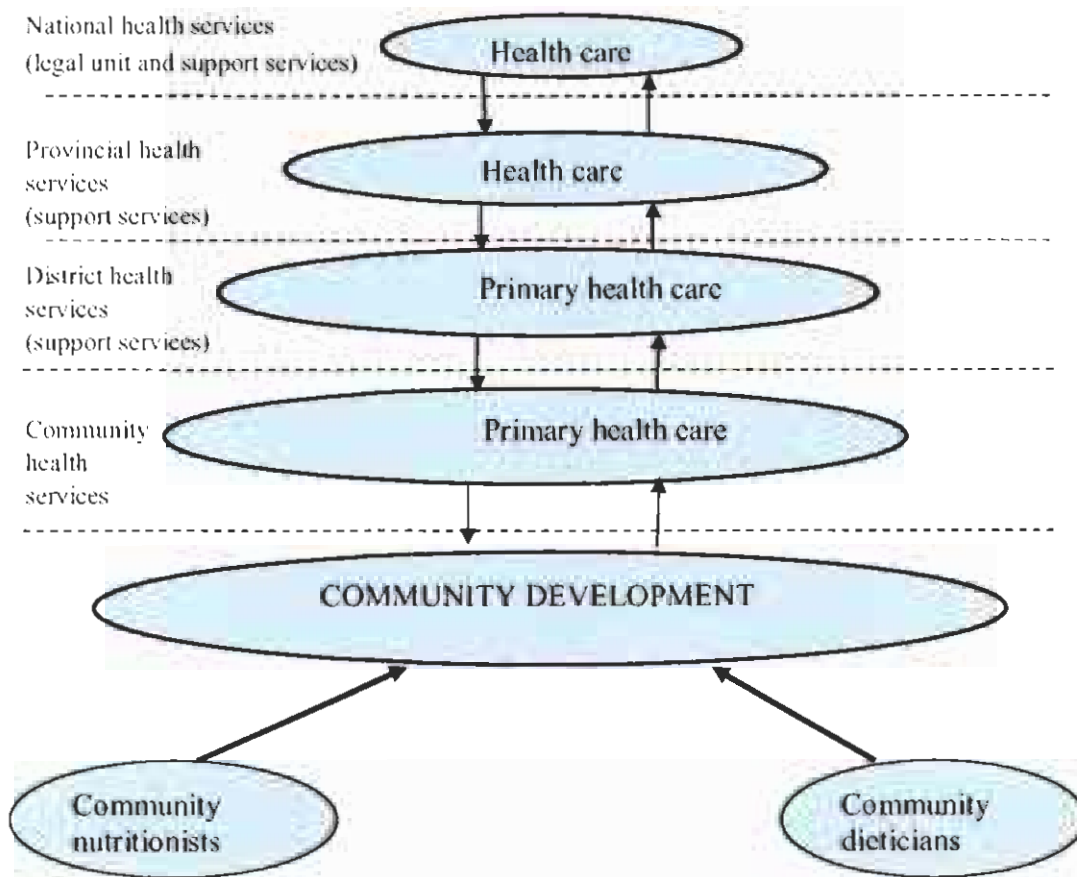 National health services
(legal unit and support services)
Health care
Provincial health
services
(support services)
Health care
District health
services
(support services)
Primary health care
Community
health
services
Primary health care
COMMUNITY DEVELOPMENT
Community
nutritionists
Community
dieticians